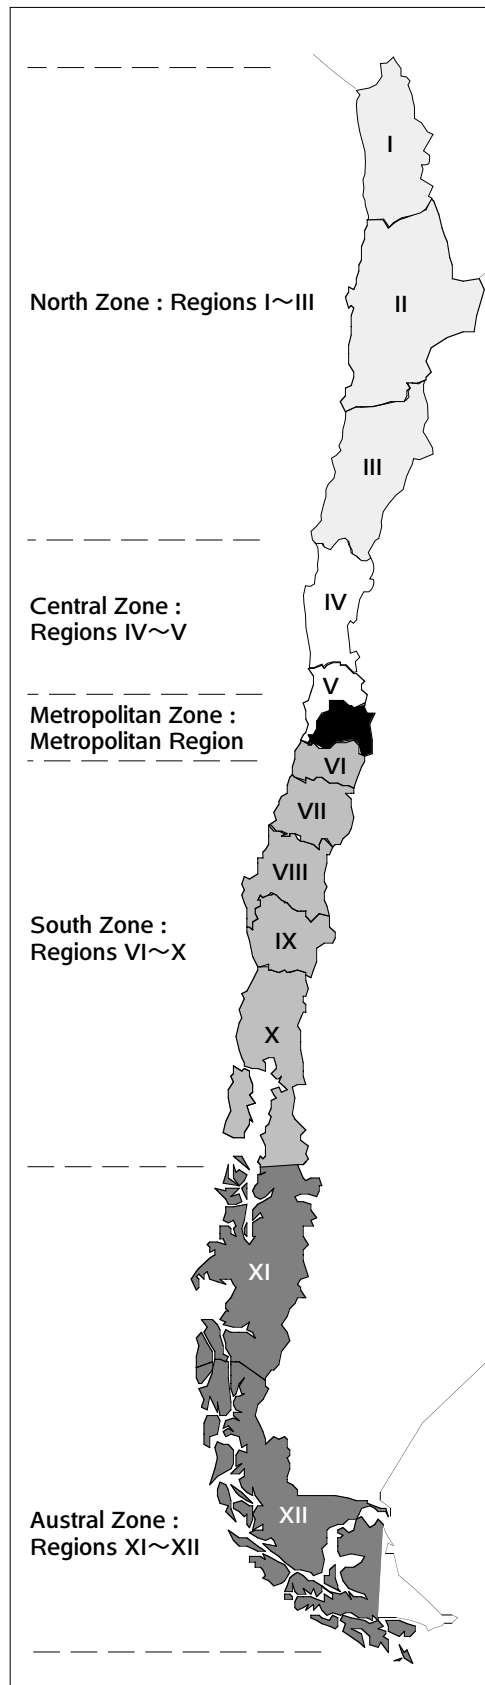 I
North Zone : Regions I～III
II
III
IV
Central Zone :
Regions IV～V
V
Metropolitan Zone :
Metropolitan Region
VI
VII
VIII
South Zone :
Regions VI～X
IX
X
XI
XII
Austral Zone :
Regions XI～XII